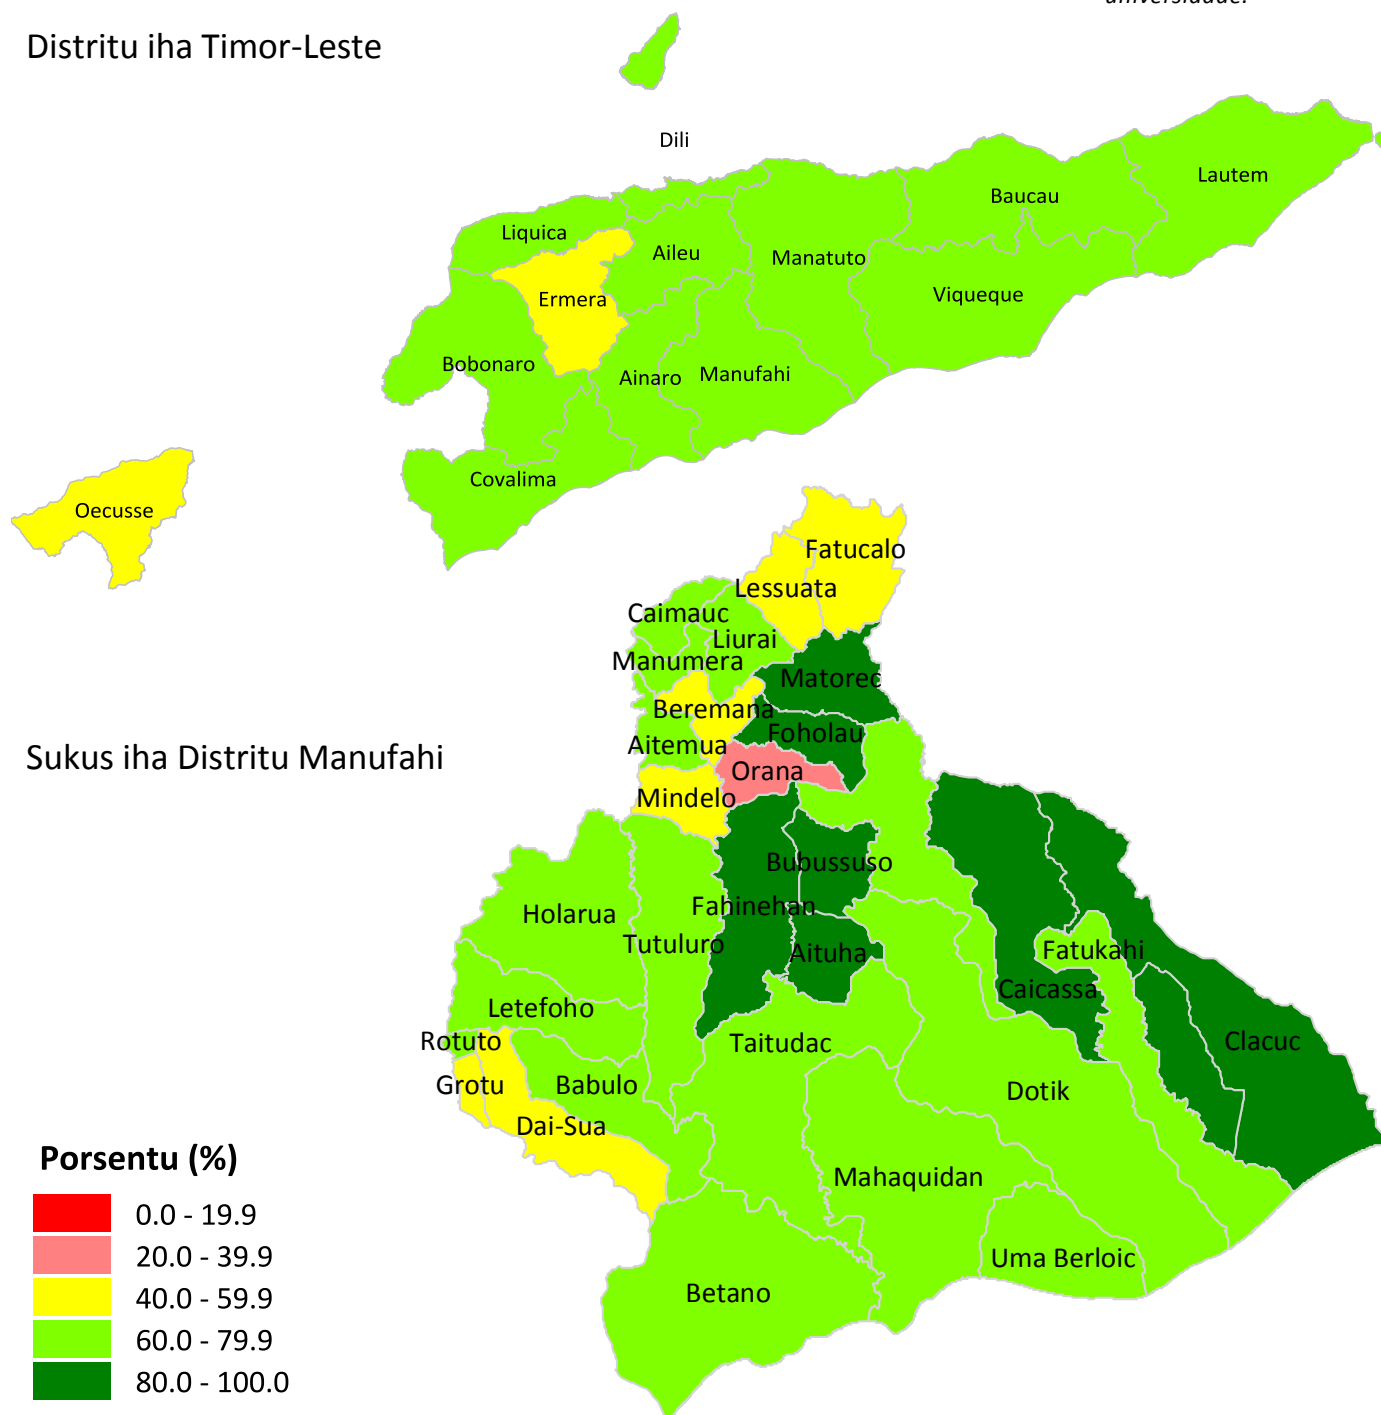 universidade.
Distritu iha Timor-Leste
Dili
Lautem
Baucau
Liquica
Aileu
Manatuto
Viqueque
Ermera
Bobonaro
Ainaro
Manufahi
Covalima
Oecusse
Fatucalo
Lessuata
Caimauc
Liurai
Manumera
Matorec
Beremana
Foholau
Aitemua
Sukus iha Distritu Manufahi
Orana
Mindelo
Bubussuso
Fahinehan
Holarua
Tutuluro
Aituha
Fatukahi
Caicassa
Letefoho
Rotuto
Taitudac
Clacuc
Grotu
Babulo
Dotik
Dai-Sua
Mahaquidan
Uma Berloic
Betano
Porsentu (%)
0.0 - 19.9
20.0 - 39.9
40.0 - 59.9
60.0 - 79.9
80.0 - 100.0